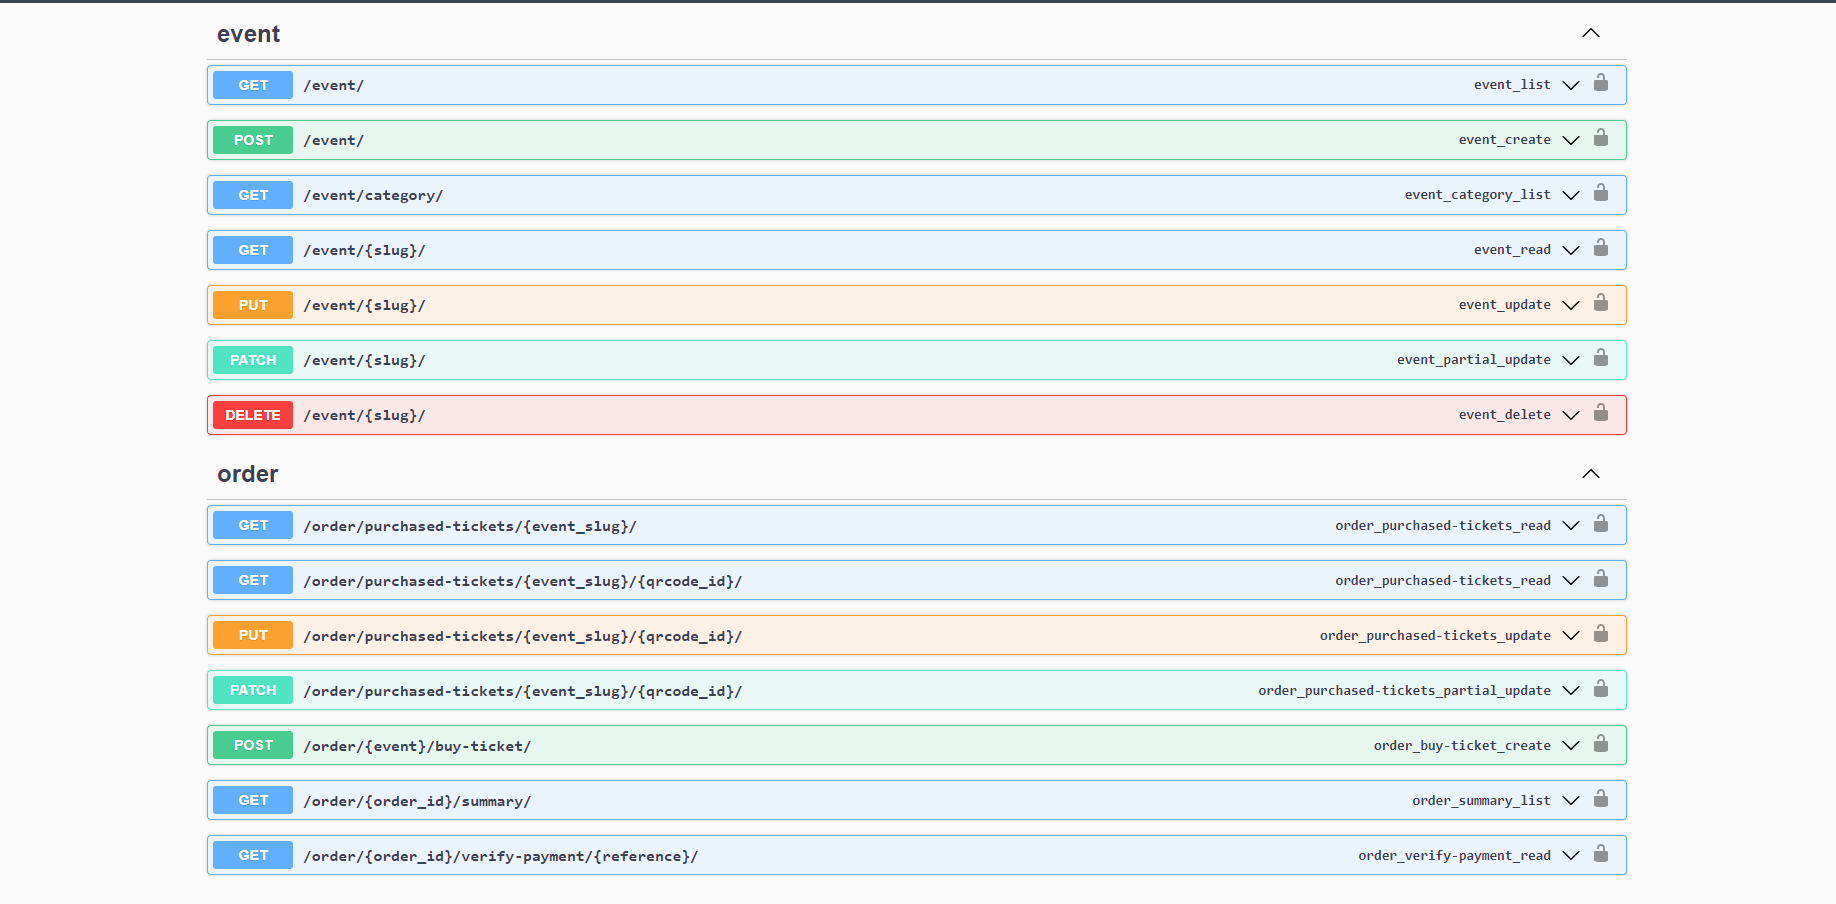 event
GET /event/ event_list
POST /event/ event_create
GET /event/category/ event_category_list
GET /event/{slug}/ event_read
PUT /event/{slug}/ event_update
PATCH /event/{slug}/ event_partial_update
DELETE /event/{slug}/ event_delete
order
GET /order/purchased-tickets/{event_slug}/ order_purchased-tickets_read
GET /order/purchased-tickets/{event_slug}/{qrcode_id}/ order_purchased-tickets_read
PUT /order/purchased-tickets/{event_slug}/{qrcode_id}/ order_purchased-tickets_update
PATCH /order/purchased-tickets/{event_slug}/{qrcode_id}/ order_purchased-tickets_partial_update
POST /order/{event}/buy-ticket/ order_buy-ticket_create
GET /order/{order_id}/summary/ order_summary_list
GET /order/{order_id}/verify-payment/{reference}/ order_verify-payment_read